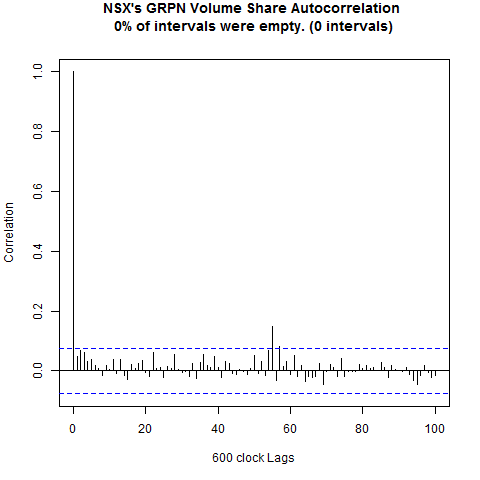 NSX's GRPN Volume Share Autocorrelation
0% of intervals were empty. (0 intervals)
Correlation
1.0
0.8
0.6
0.4
0.2
0.0
0 20 40 60 80 100
600 clock Lags